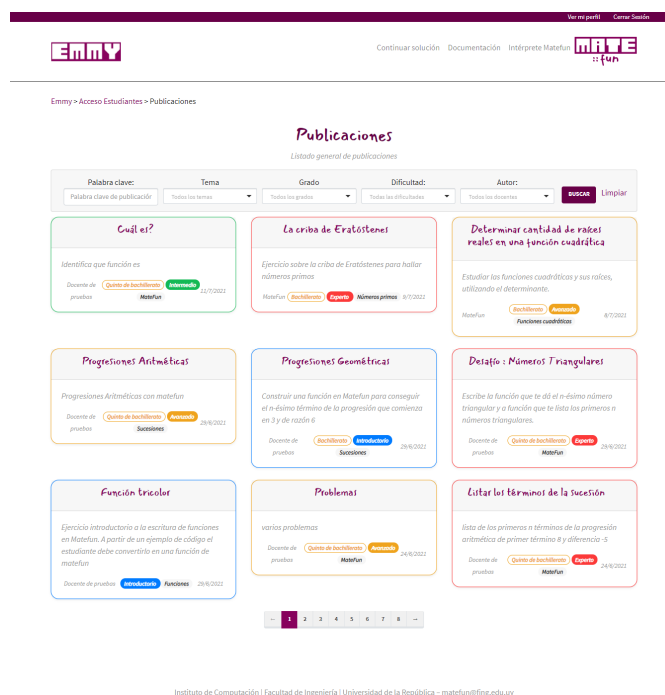 Ver mi perfil Cerrar Sesión
Emmy
Continuar solución Documentación Intérprete Matefun
MATE
:: fun
Emmy > Acceso Estudiantes > Publicaciones
Publicaciones
Listado general de publicaciones
Palabra clave: Tema Grado Dificultad: Autor:
Palabra clave de publicación Todos los temas Todos los grados Todas las dificultades Todos los docentes BUSCAR Limpiar
Cuál es?
Identifica que función es
Docente de pruebas Quinto de bachillerato Intermedio MateFun 11/7/2021
La criba de Eratóstenes
Ejercicio sobre la criba de Eratóstenes para hallar
números primos
MateFun Bachillerato Experto Números primos 9/7/2021
Determinar cantidad de raíces
reales en una función cuadrática
Estudiar las funciones cuadráticas y sus raíces,
utilizando el determinante.
MateFun Bachillerato Avanzado Funciones cuadráticas 8/7/2021
Progresiones Aritméticas
Progresiones Aritméticas con matefun
Docente de pruebas Quinto de bachillerato Avanzado Sucesiones 29/6/2021
Progresiones Geométricas
Construir una función en Matefun para conseguir
el n-ésimo término de la progresión que comienza
en 3 y de razón 6
Docente de pruebas Bachillerato Introductorio Sucesiones 29/6/2021
Desafío : Números Triangulares
Escribe la función que te dá el n-ésimo número
triangular y a función que te lista los primeros n
números triangulares.
Docente de pruebas Quinto de bachillerato Experto MateFun 29/6/2021
Función tricolor
Ejercicio introductorio a la escritura de funciones
en Matefun. A partir de un ejemplo de código el
estudiante debe convertirlo en una función de
matefun
Docente de pruebas Introductorio Funciones 29/6/2021
Problemas
varios problemas
Docente de pruebas Quinto de bachillerato Avanzado MateFun 24/6/2021
Listar los términos de la sucesión
lista de los primeros n términos de la progresión
aritmética de primer término 8 y diferencia -5
Docente de pruebas Quinto de bachillerato Experto MateFun 24/6/2021
← 1 2 3 4 5 6 7 8 →
Instituto de Computación | Facultad de Ingeniería | Universidad de la República – matefun@fing.edu.uy